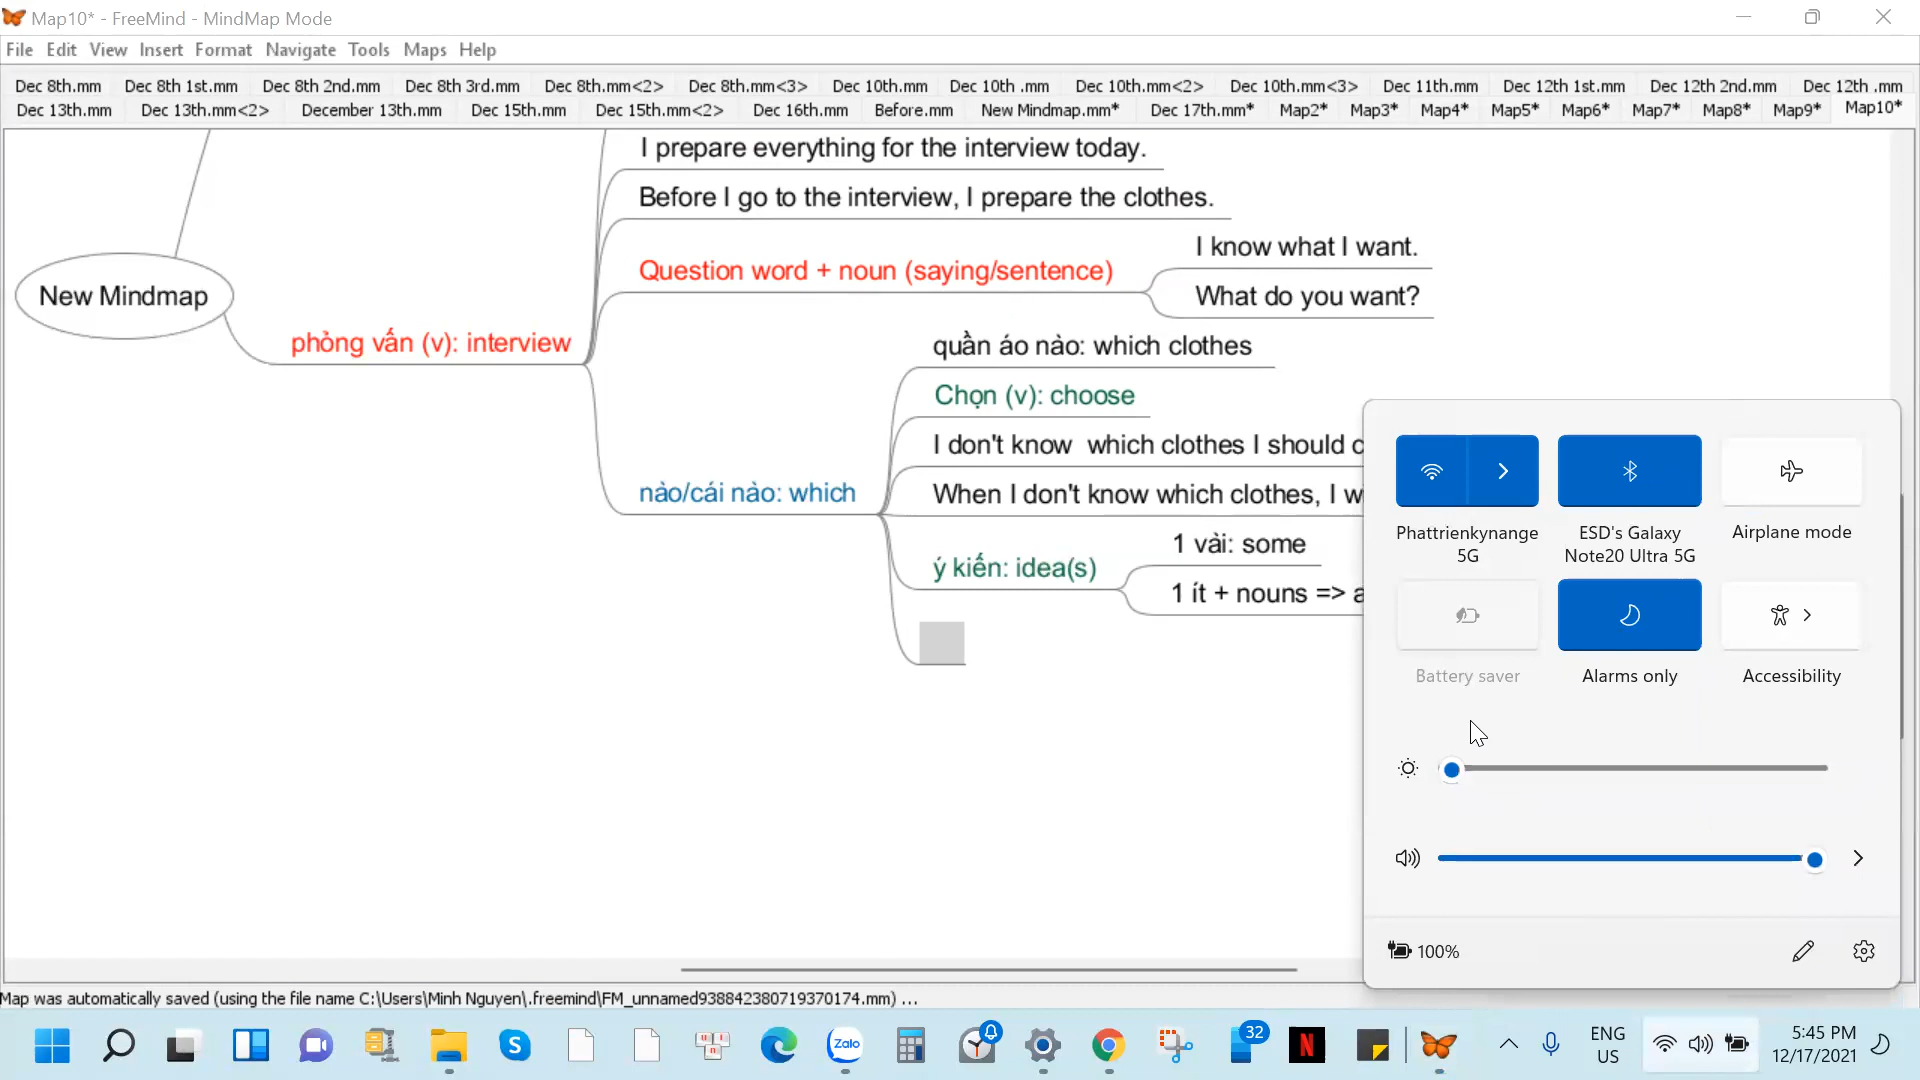 Map10* - FreeMind - MindMap Mode
File Edit View Insert Format Navigate Tools Maps Help
Dec 8th.mm Dec 8th 1st.mm Dec 8th 2nd.mm Dec 8th 3rd.mm Dec 8th.mm<2> Dec 8th.mm<3> Dec 10th.mm Dec 10th .mm Dec 10th.mm<2> Dec 10th.mm<3> Dec 11th.mm Dec 12th 1st.mm Dec 12th 2nd.mm Dec 12th .mm
Dec 13th.mm Dec 13th.mm<2> December 13th.mm Dec 15th.mm Dec 15th.mm<2> Dec 16th.mm Before.mm New Mindmap.mm* Dec 17th.mm* Map2* Map3* Map4* Map5* Map6* Map7* Map8* Map9* Map10*
I prepare everything for the interview today.
Before I go to the interview, I prepare the clothes.
I know what I want.
Question word + noun (saying/sentence)
What do you want?
New Mindmap
phỏng vấn (v): interview
quần áo nào: which clothes
Chọn (v): choose
I don't know which clothes I should c
nào/cái nào: which
When I don't know which clothes, I w
1 vài: some
ý kiến: idea(s)
1 ít + nouns => a
Phattrienkynange 5G
ESD's Galaxy Note20 Ultra 5G
Airplane mode
Battery saver
Alarms only
Accessibility
100%
Map was automatically saved (using the file name C:\Users\Minh Nguyen\.freemind\FM_unnamed938842380719370174.mm) ...
Zalo
32
N
ENG
US
5:45 PM
12/17/2021